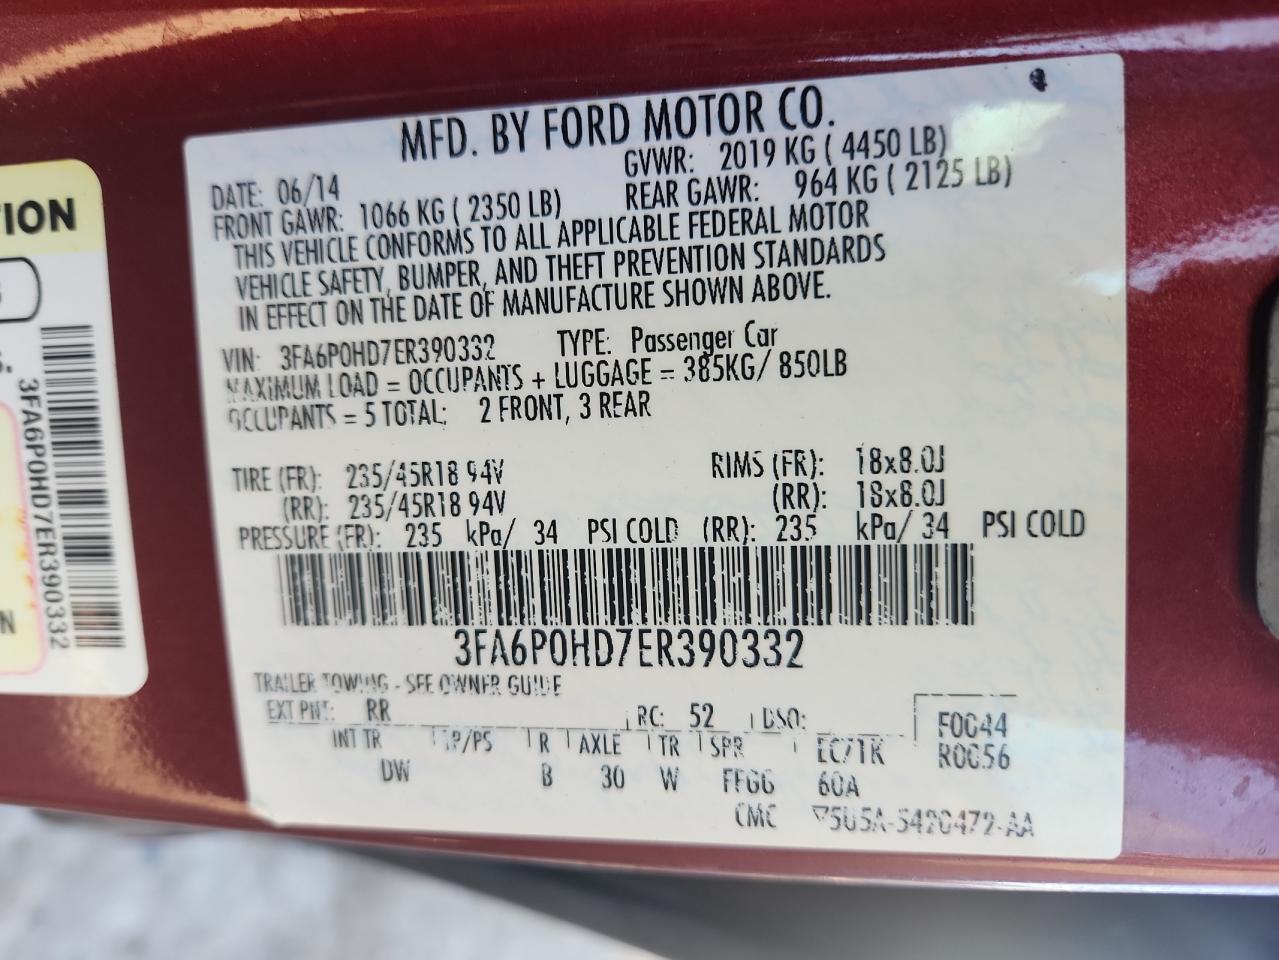 MFD. BY FORD MOTOR CO.
DATE: 06/14 GVWR: 2019 KG ( 4450 LB)
FRONT GAWR: 1066 KG ( 2350 LB) REAR GAWR: 964 KG ( 2125 LB)
THIS VEHICLE CONFORMS TO ALL APPLICABLE FEDERAL MOTOR
VEHICLE SAFETY, BUMPER, AND THEFT PREVENTION STANDARDS
IN EFFECT ON THE DATE OF MANUFACTURE SHOWN ABOVE.
VIN: 3FA6P0HD7ER390332 TYPE: Passenger Car
MAXIMUM LOAD = OCCUPANTS + LUGGAGE = 385KG/ 850LB
OCCUPANTS = 5 TOTAL: 2 FRONT, 3 REAR
TIRE (FR): 235/45R18 94V RIMS (FR): 18x8.0J
(RR): 235/45R18 94V (RR): 18x8.0J
PRESSURE (FR): 235 kPa/ 34 PSI COLD (RR): 235 kPa/ 34 PSI COLD
3FA6P0HD7ER390332
TRAILER TOWING - SEE OWNER GUIDE
EXT PNT: RR RC: 52 DSO: F0044
INT TR TP/PS R AXLE TR SPR R0056
DW B 30 W FFGG 60A
CMC
TION
3FA6P0HD7ER390332
N